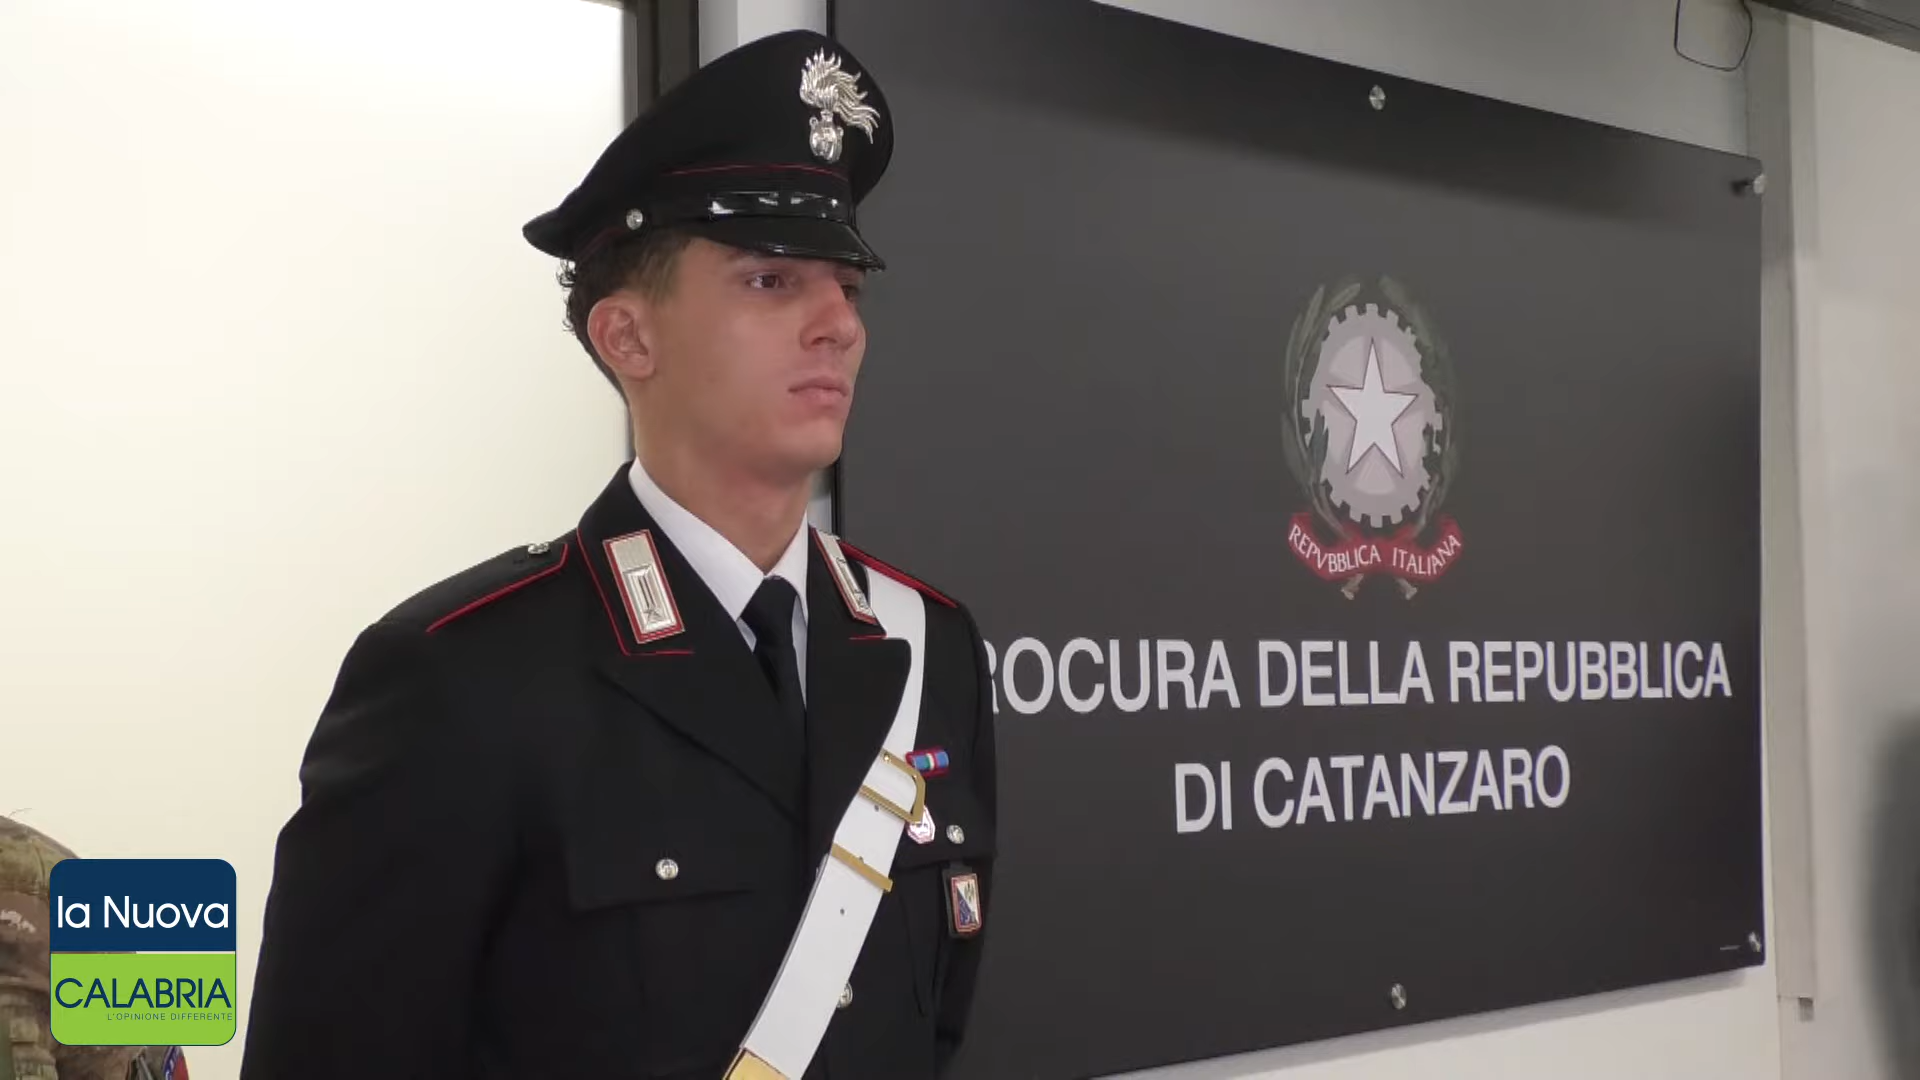 REPVBBLICA ITALIANA
ROCURA DELLA REPUBBLICA
DI CATANZARO
la Nuova
CALABRIA
L'OPINIONE DIFFERENTE